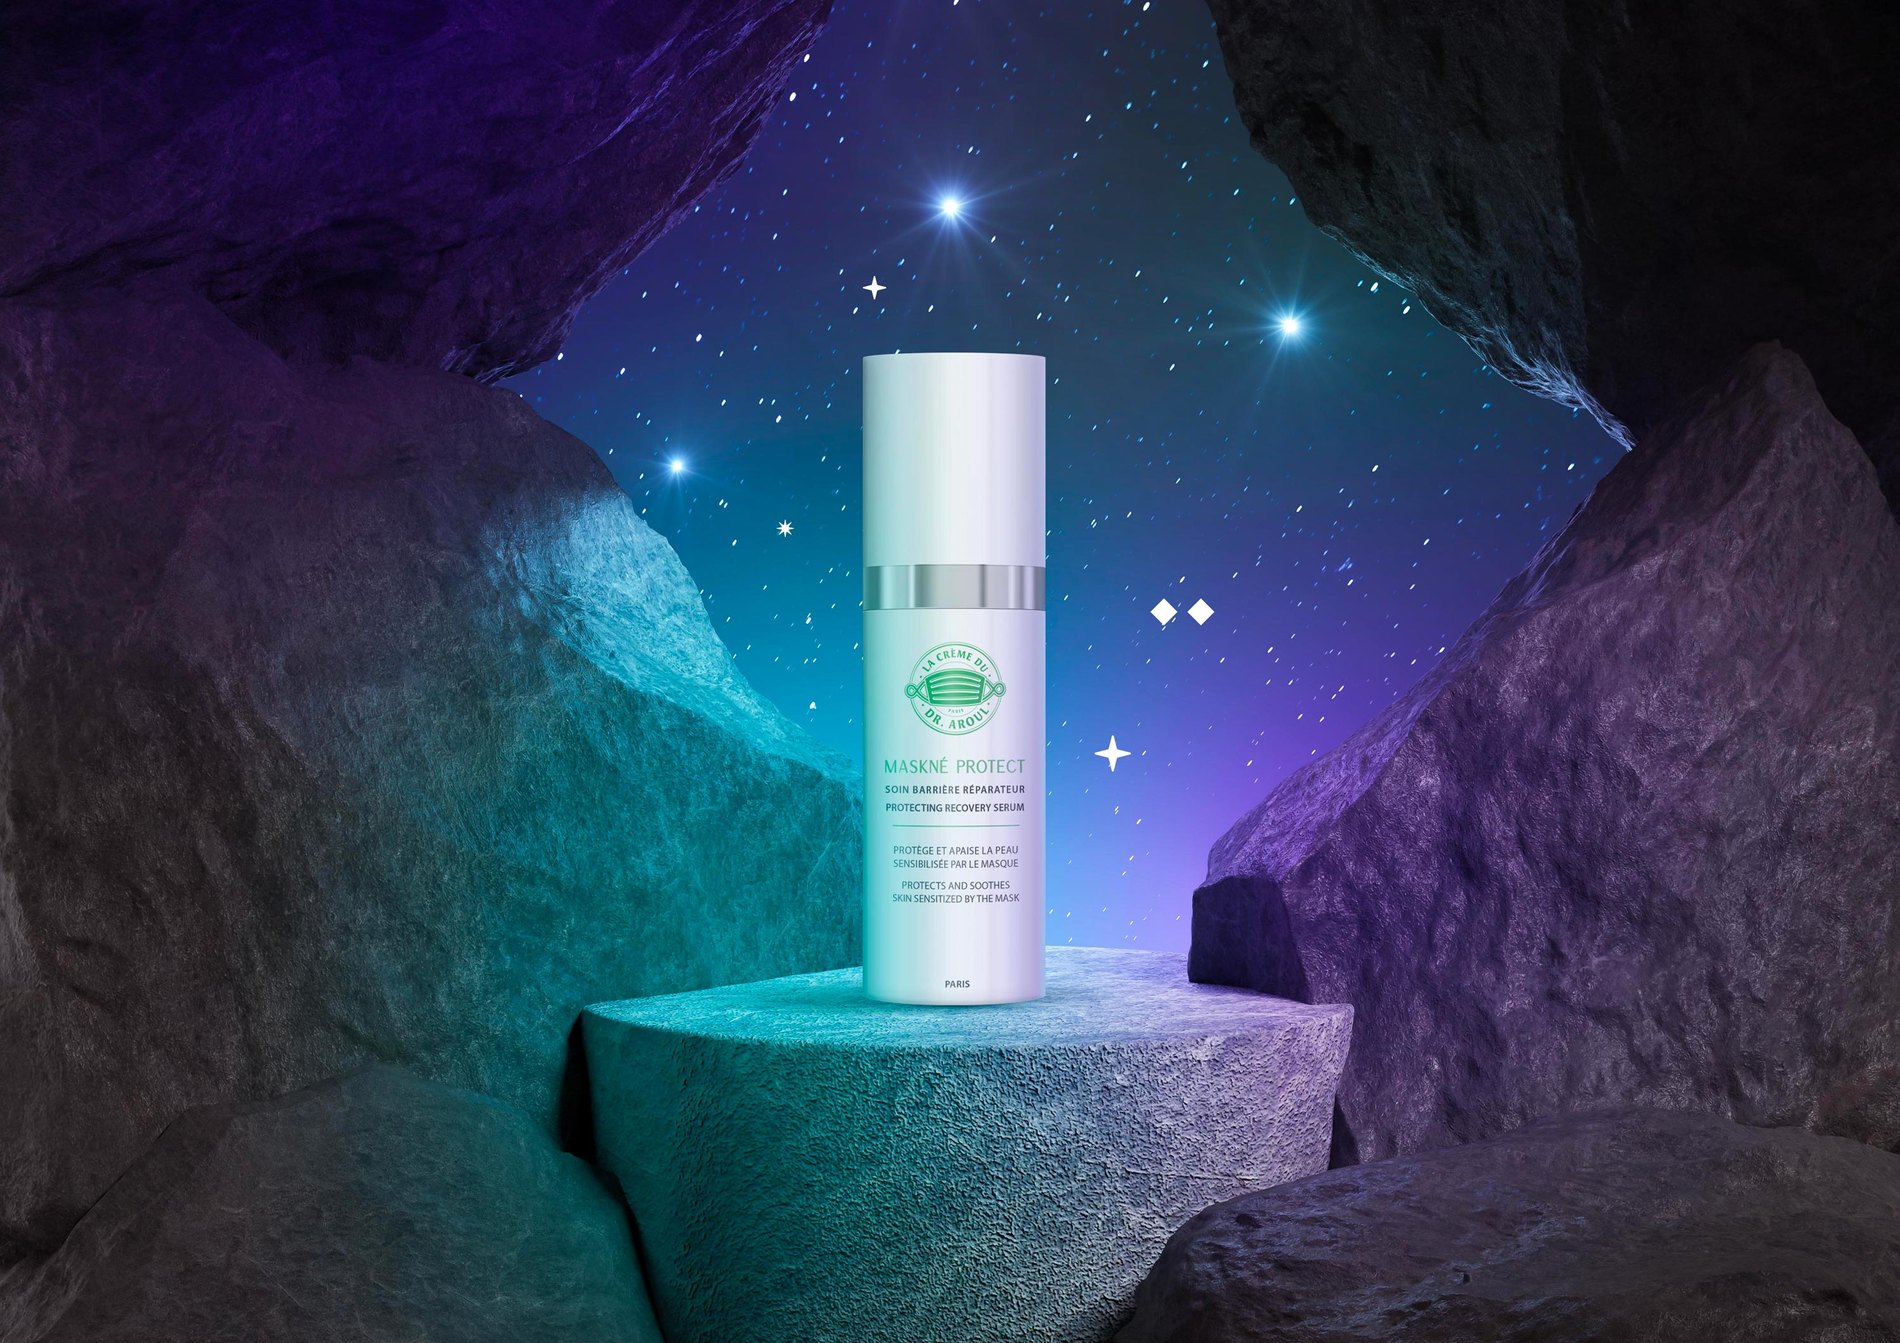 LA CRÈME DU
PARIS
DR. AROUL
MASKNÉ PROTECT
SOIN BARRIÈRE RÉPARATEUR
PROTECTING RECOVERY SERUM
PROTÈGE ET APAISE LA PEAU
SENSIBILISÉE PAR LE MASQUE
PROTECTS AND SOOTHES
SKIN SENSITIZED BY THE MASK
PARIS